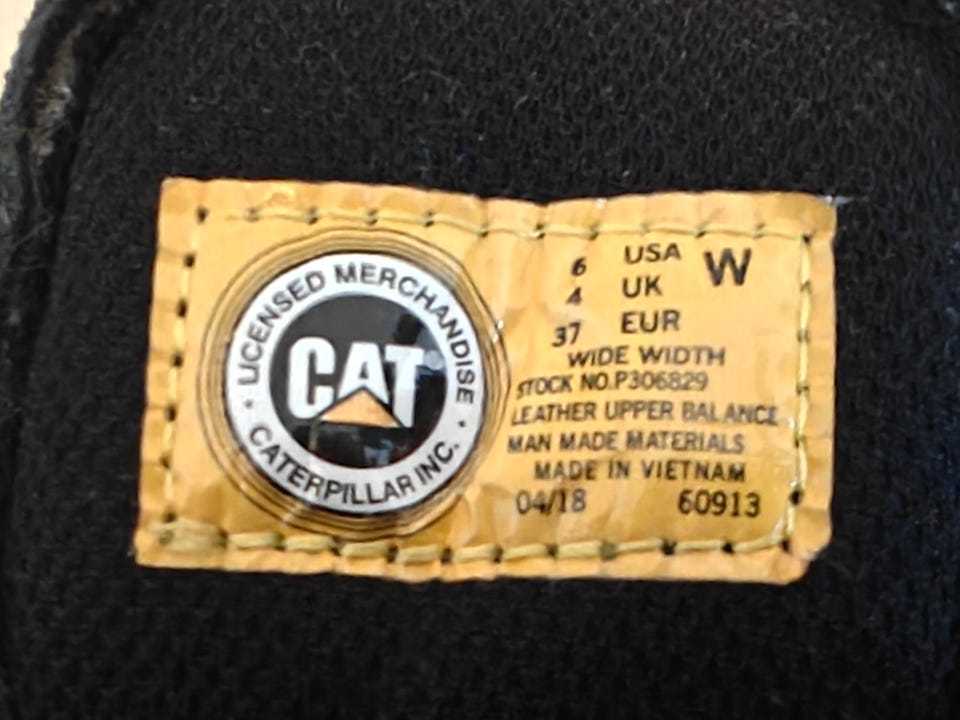 LICENSED MERCHANDISE
CAT
CATERPILLAR INC.
6 USA W
4 UK
37 EUR
WIDE WIDTH
STOCK NO.P306829
LEATHER UPPER BALANCE
MAN MADE MATERIALS
MADE IN VIETNAM
04/18 60913